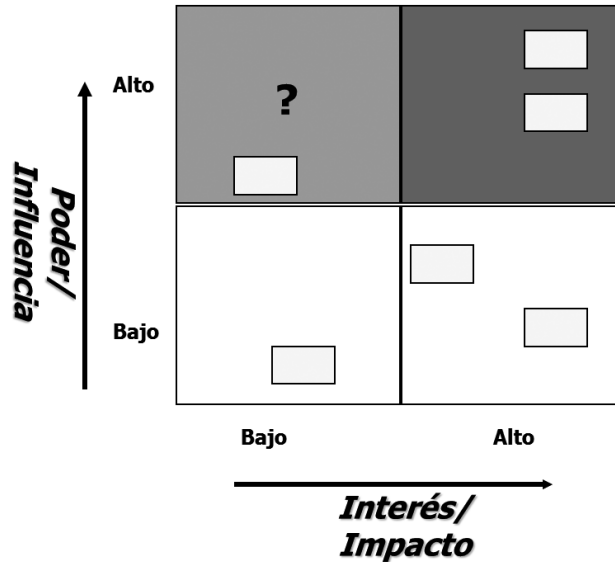 Alto
?
Poder/
Influencia
Bajo
Bajo
Alto
Interés/
Impacto